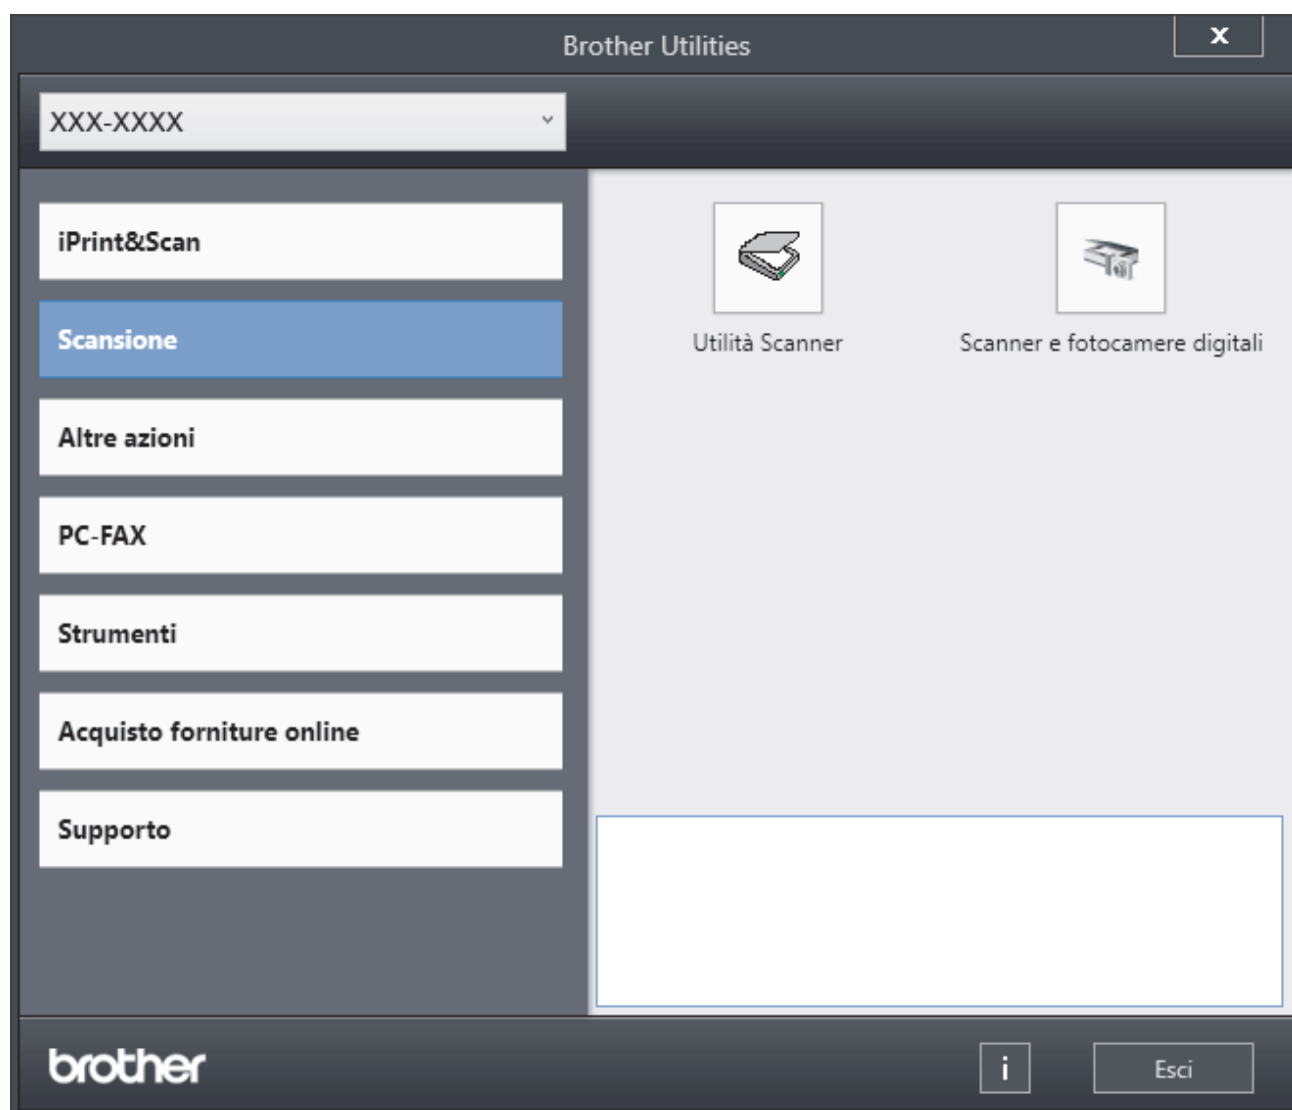 Brother Utilities
x
XXX-XXXX
iPrint&Scan
Scansione
Altre azioni
PC-FAX
Strumenti
Acquisto forniture online
Supporto
Utilità Scanner
Scanner e fotocamere digitali
brother
i
Esci